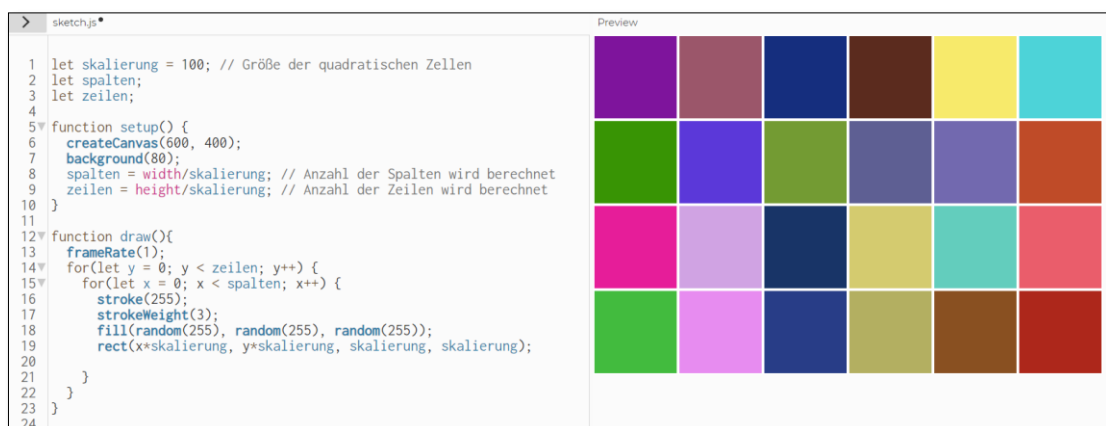 sketch.js●
Preview
1 let skalierung = 100; // Größe der quadratischen Zellen
2 let spalten;
3 let zeilen;
4
5 function setup() {
6 createCanvas(600, 400);
7 background(80);
8 spalten = width/skalierung; // Anzahl der Spalten wird berechnet
9 zeilen = height/skalierung; // Anzahl der Zeilen wird berechnet
10 }
11
12 function draw(){
13 frameRate(1);
14 for(let y = 0; y < zeilen; y++) {
15 for(let x = 0; x < spalten; x++) {
16 stroke(255);
17 strokeWeight(3);
18 fill(random(255), random(255), random(255));
19 rect(x*skalierung, y*skalierung, skalierung, skalierung);
20
21 }
22 }
23 }
24